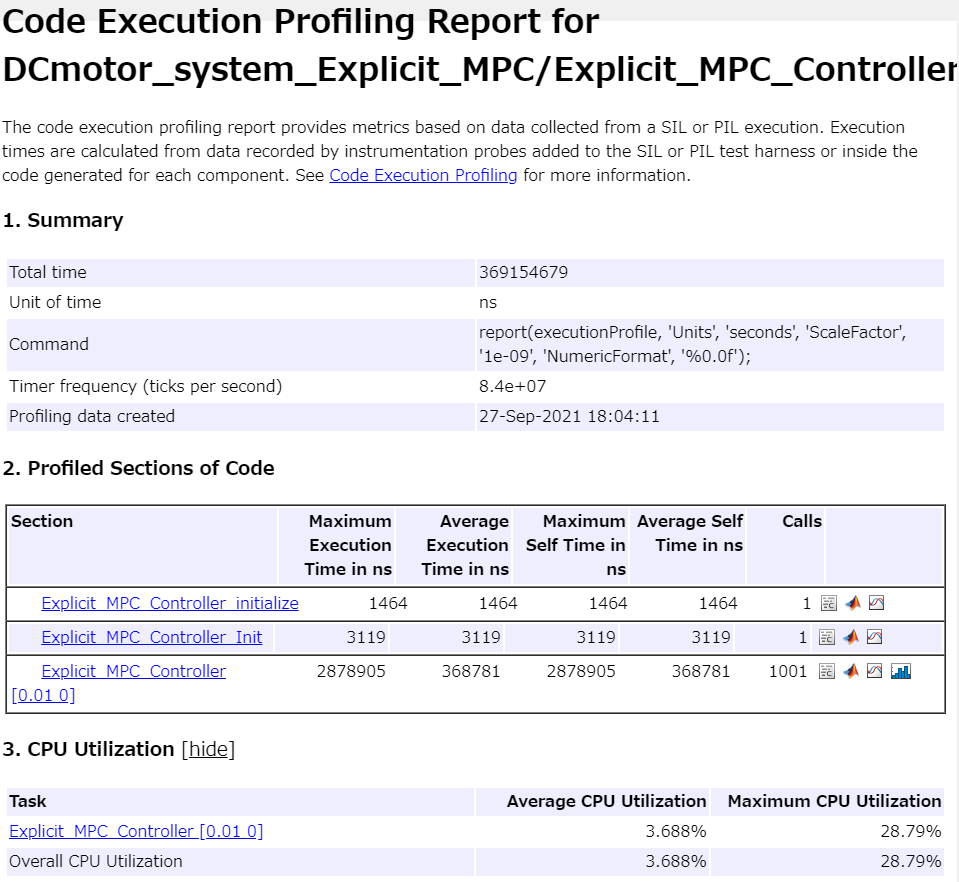 Code Execution Profiling Report for
DCmotor_system_Explicit_MPC/Explicit_MPC_Controller
The code execution profiling report provides metrics based on data collected from a SIL or PIL execution. Execution
times are calculated from data recorded by instrumentation probes added to the SIL or PIL test harness or inside the
code generated for each component. See Code Execution Profiling for more information.
1. Summary
Total time 369154679
Unit of time ns
Command report(executionProfile, 'Units', 'seconds', 'ScaleFactor',
'1e-09', 'NumericFormat', '%0.0f');
Timer frequency (ticks per second) 8.4e+07
Profiling data created 27-Sep-2021 18:04:11
2. Profiled Sections of Code
Section Maximum Average Maximum Average Self Calls
Execution Execution Self Time in Time in ns
Time in ns Time in ns ns
Explicit_MPC_Controller_initialize 1464 1464 1464 1464 1
Explicit_MPC_Controller_Init 3119 3119 3119 3119 1
Explicit_MPC_Controller 2878905 368781 2878905 368781 1001
[0.01 0]
3. CPU Utilization [hide]
Task Average CPU Utilization Maximum CPU Utilization
Explicit_MPC_Controller [0.01 0] 3.688% 28.79%
Overall CPU Utilization 3.688% 28.79%